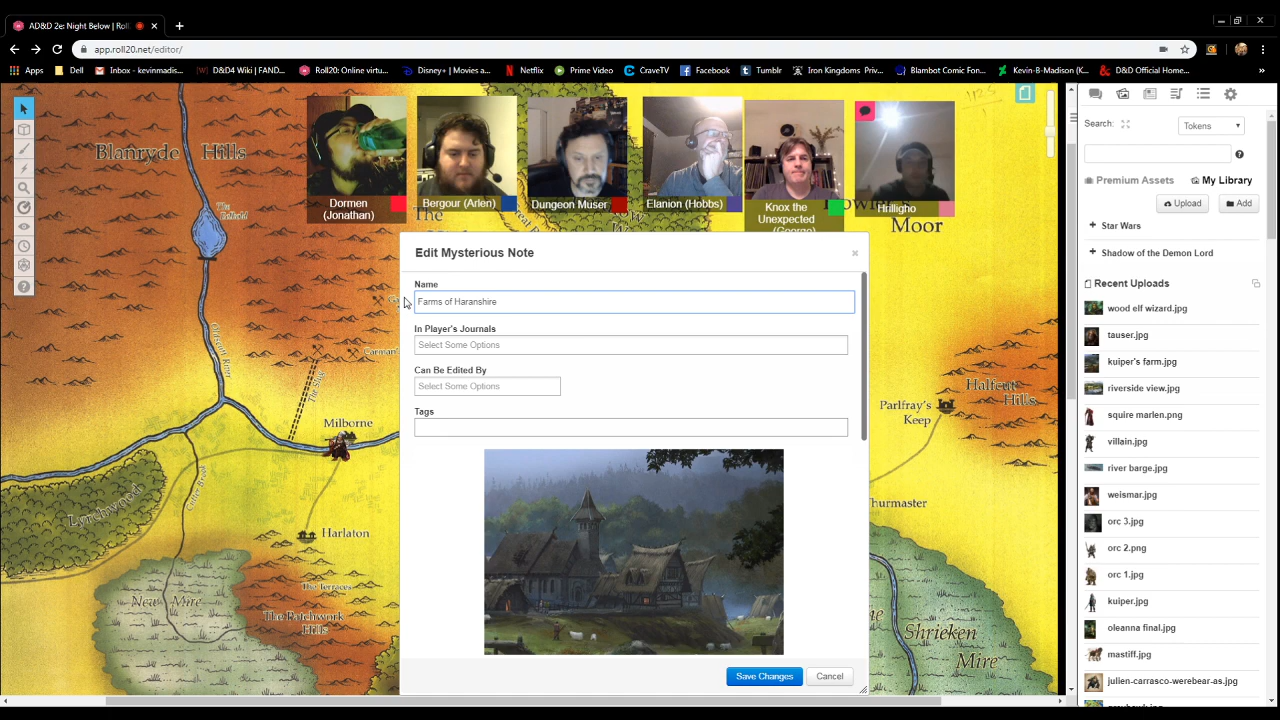 AD&D 2e: Night Below | Roll
app.roll20.net/editor/
Apps
Dell
Inbox - kevinmadis...
D&D4 Wiki | FAND...
Roll20: Online virtu...
Disney+ | Movies a...
Netflix
Prime Video
CraveTV
Facebook
Tumblr
Iron Kingdoms Priv...
Blambot Comic Fon...
Kevin-B-Madison (K...
D&D Official Home...
Blanryde Hills
Dormen
(Jonathan)
Bergour (Arlen)
Dungeon Muser
Elanion (Hobbs)
Knox the
Unexpected
(George)
Hrilligho
The
Moor
Edit Mysterious Note
×
Name
Farms of Haranshire
In Player's Journals
Select Some Options
Can Be Edited By
Select Some Options
Tags
Save Changes
Cancel
Carman's
The Slug
Milborne
Lyrchwood
Harlaton
The Terraces
New Mire
The Patchwork
Hills
Halfcut
Hills
Parlfray's
Keep
Thurmaster
Shrieken
Mire
Search:
Tokens
Premium Assets
My Library
Upload
Add
Star Wars
Shadow of the Demon Lord
Recent Uploads
wood elf wizard.jpg
tauser.jpg
kuiper's farm.jpg
riverside view.jpg
squire marlen.png
villain.jpg
river barge.jpg
weismar.jpg
orc 3.jpg
orc 2.png
orc 1.jpg
kuiper.jpg
oleanna final.jpg
mastiff.jpg
julien-carrasco-werebear-as.jpg